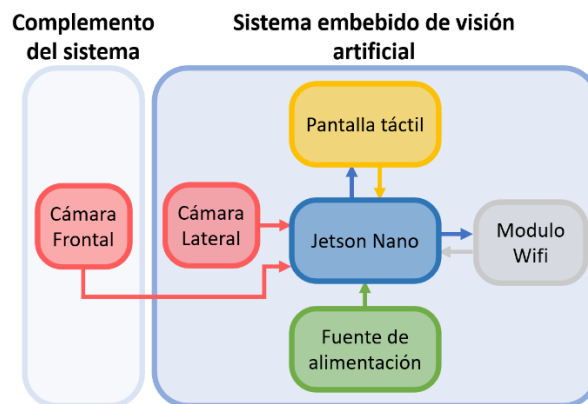 Complemento
del sistema
Sistema embebido de visión
artificial
Pantalla táctil
Cámara
Frontal
Cámara
Lateral
Jetson Nano
Modulo
Wifi
Fuente de
alimentación